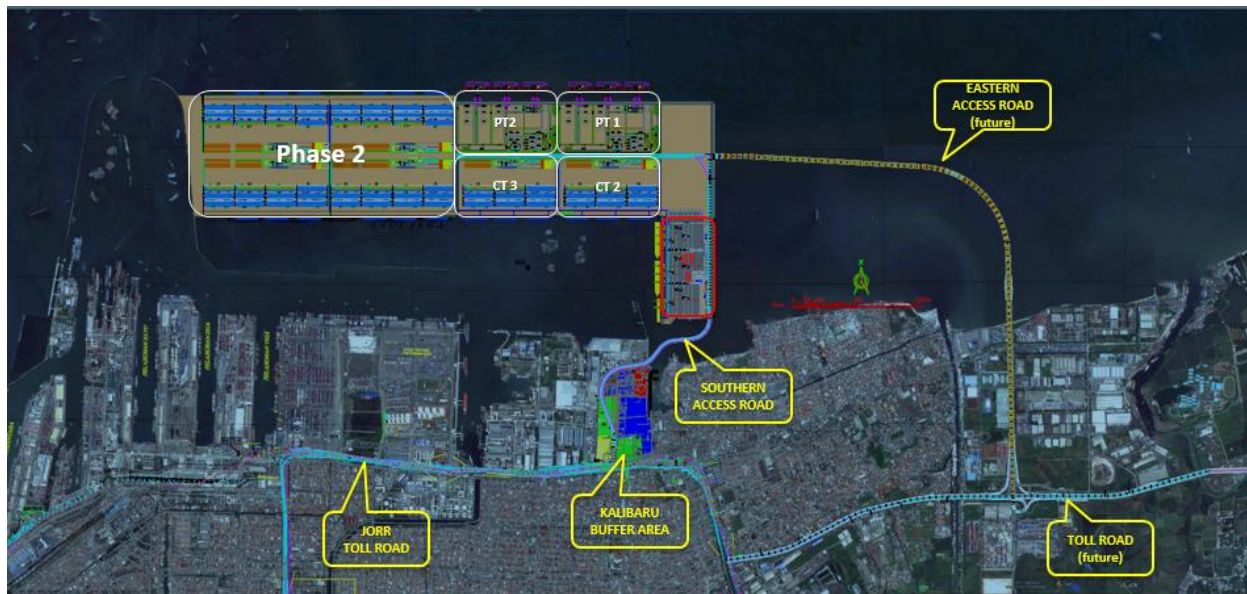 EASTERN
ACCESS ROAD
(future)
PT2
PT 1
Phase 2
CT 3
CT 2
SOUTHERN
ACCESS ROAD
KALIBARU
BUFFER AREA
JORR
TOLL ROAD
TOLL ROAD
(future)